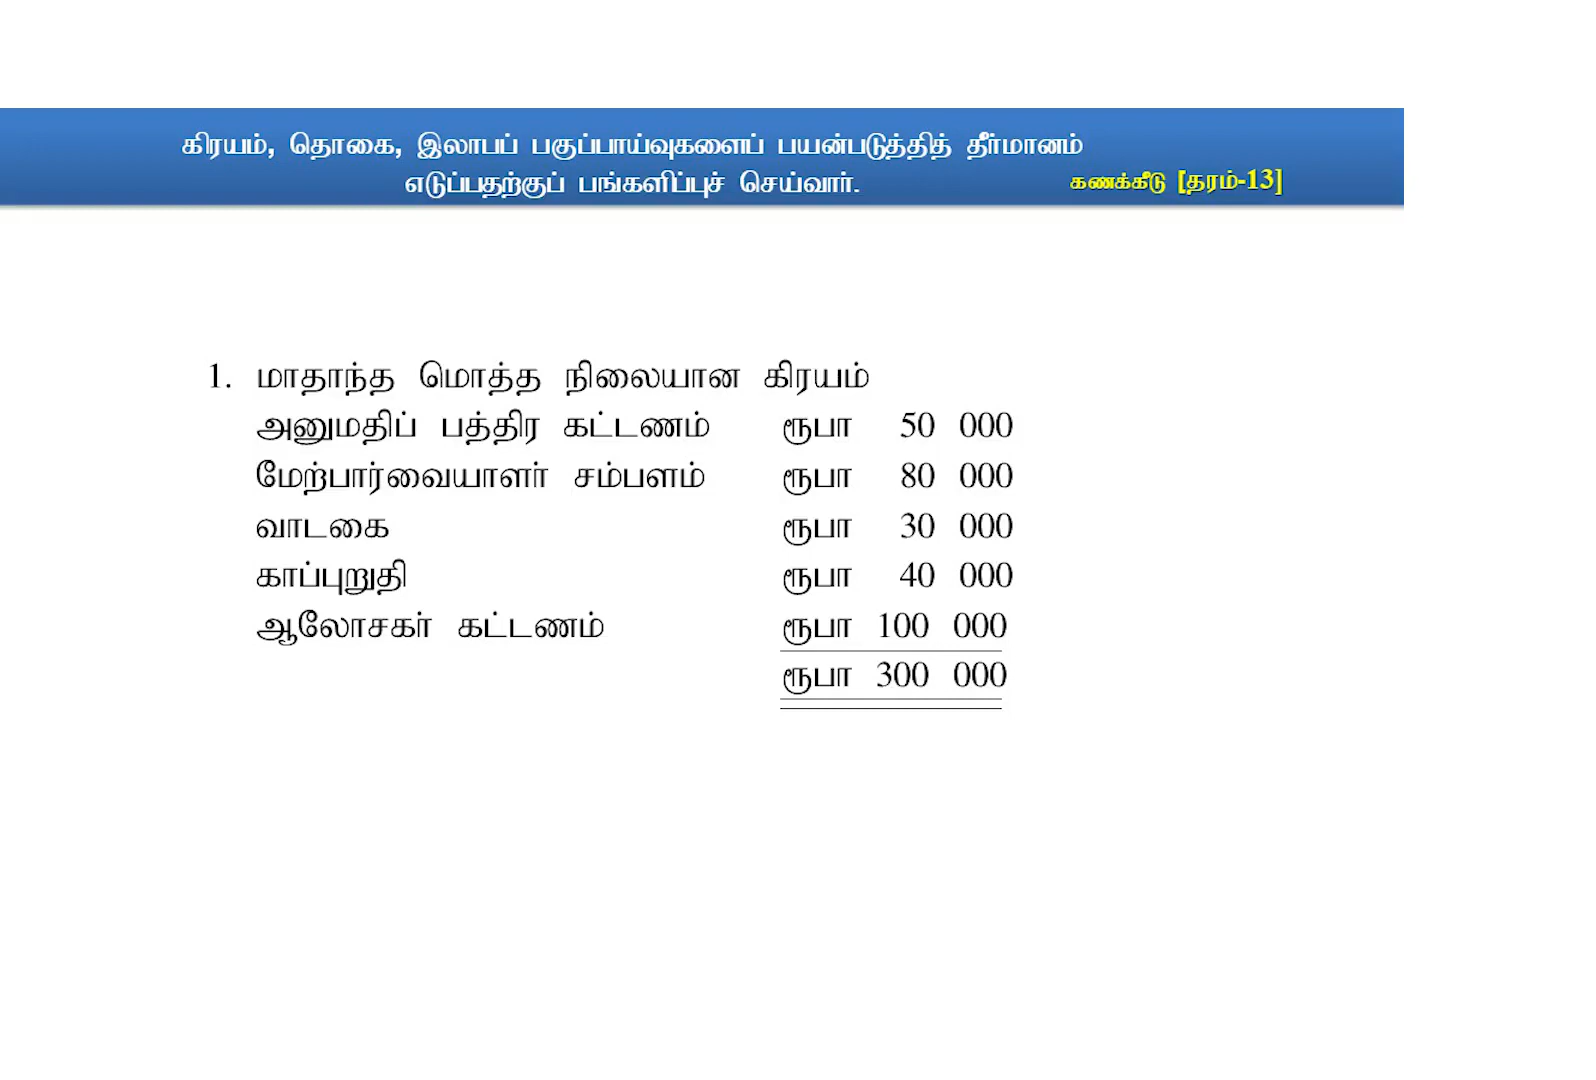 கிரயம், தொகை, இலாபப் பகுப்பாய்வுகளைப் பயன்படுத்தித் தீர்மானம்
எடுப்பதற்குப் பங்களிப்புச் செய்வார். கணக்கீடு [தரம்-13]
1. மாதாந்த மொத்த நிலையான கிரயம்
அனுமதிப் பத்திர கட்டணம் ரூபா 50 000
மேற்பார்வையாளர் சம்பளம் ரூபா 80 000
வாடகை ரூபா 30 000
காப்புறுதி ரூபா 40 000
ஆலோசகர் கட்டணம் ரூபா 100 000
ரூபா 300 000